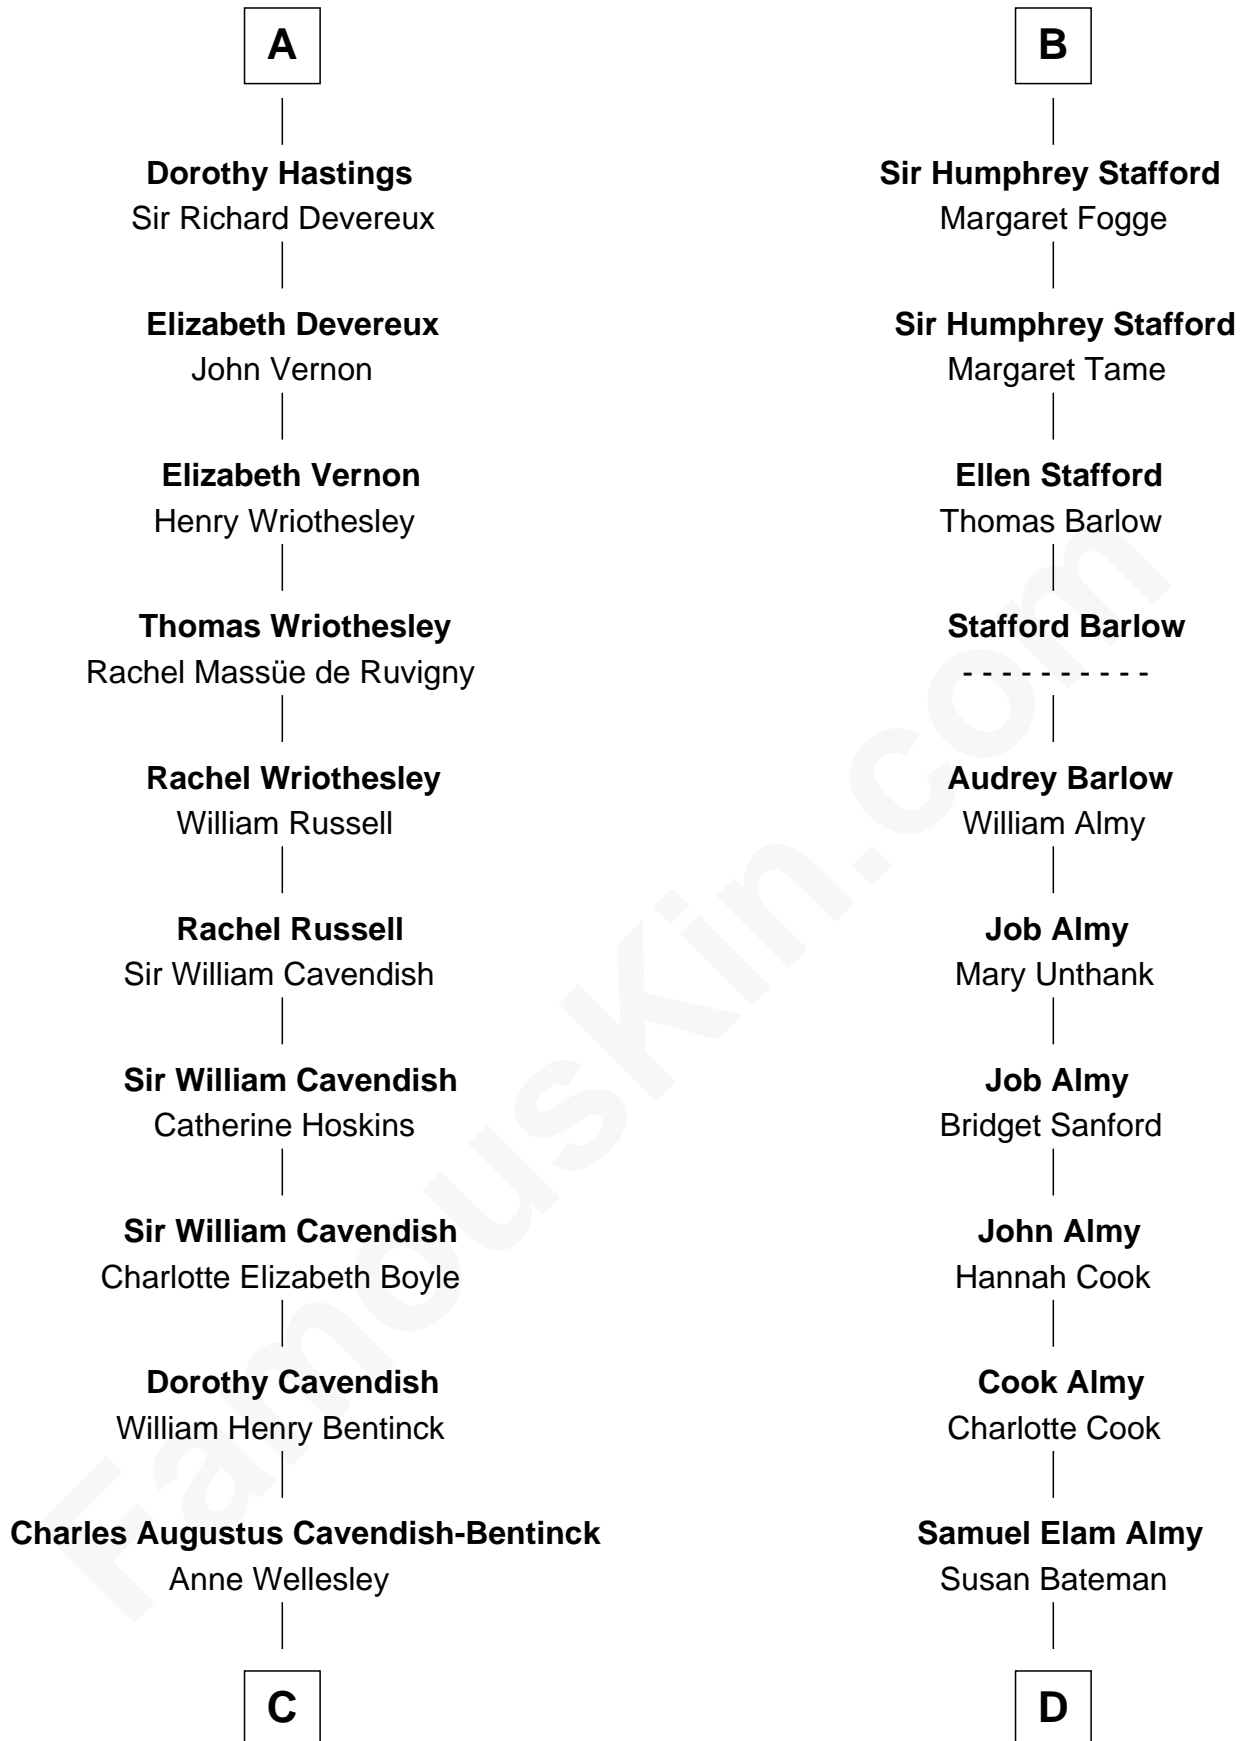 A
Dorothy Hastings
Sir Richard Devereux
Elizabeth Devereux
John Vernon
Elizabeth Vernon
Henry Wriothesley
Thomas Wriothesley
Rachel Massüe de Ruvigny
Rachel Wriothesley
William Russell
Rachel Russell
Sir William Cavendish
Sir William Cavendish
Catherine Hoskins
Sir William Cavendish
Charlotte Elizabeth Boyle
Dorothy Cavendish
William Henry Bentinck
Charles Augustus Cavendish-Bentinck
Anne Wellesley
C
B
Sir Humphrey Stafford
Margaret Fogge
Sir Humphrey Stafford
Margaret Tame
Ellen Stafford
Thomas Barlow
Stafford Barlow
- - - - - - - - - -
Audrey Barlow
William Almy
Job Almy
Mary Unthank
Job Almy
Bridget Sanford
John Almy
Hannah Cook
Cook Almy
Charlotte Cook
Samuel Elam Almy
Susan Bateman
D
FamousKin.com